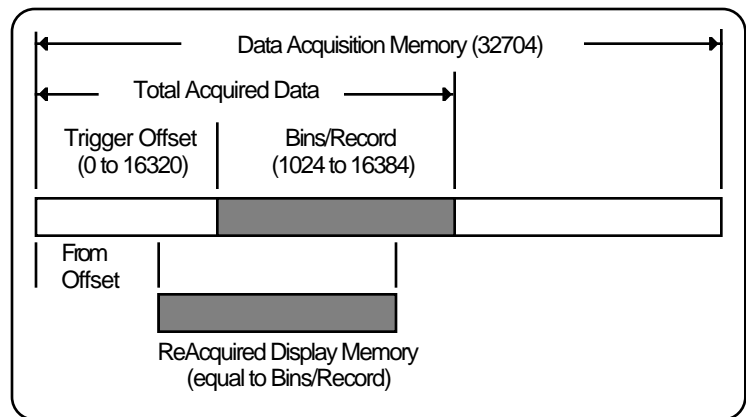 Data Acquisition Memory (32704)
Total Acquired Data
Trigger Offset
(0 to 16320)
Bins/Record
(1024 to 16384)
From
Offset
ReAcquired Display Memory
(equal to Bins/Record)